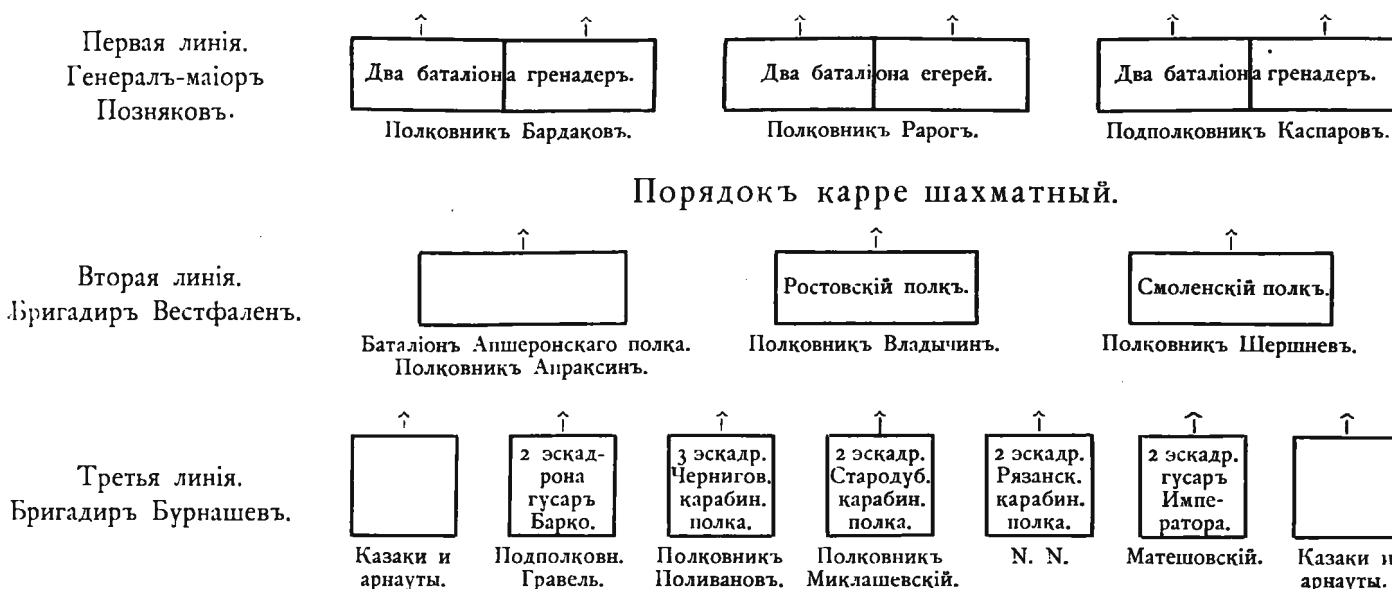 Первая линія.
Генералъ-маіоръ
Позняковъ.
Два баталіона гренадеръ.
Полковникъ Бардаковъ.
Два баталіона егерей.
Полковникъ Рарогъ.
Два баталіона гренадеръ.
Подполковникъ Каспаровъ.
Порядокъ карре шахматный.
Вторая линія.
Бригадиръ Вестфаленъ.
Баталіонъ Апшеронскаго полка.
Полковникъ Апраксинъ.
Ростовскій полкъ.
Полковникъ Владычинъ.
Смоленскій полкъ.
Полковникъ Шершневъ.
Третья линія.
Бригадиръ Бурнашевъ.
Казаки и
арнауты.
2 эскад-
рона
гусаръ
Барко.
Подполковн.
Гравель.
3 эскадр.
Чернигов.
карабин.
полка.
Полковникъ
Поливановъ.
2 эскадр.
Стародуб.
карабин.
полка.
Полковникъ
Миклашевскій.
2 эскадр.
Рязанск.
карабин.
полка.
N. N.
2 эскадр.
гусаръ
Импе-
ратора.
Матешовскій.
Казаки и
арнауты.